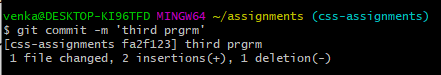 venka@DESKTOP-KI96TFD MINGW64 ~/assignments (css-assignments)
$ git commit -m 'third prgrm'
[css-assignments fa2f123] third prgrm
 1 file changed, 2 insertions(+), 1 deletion(-)